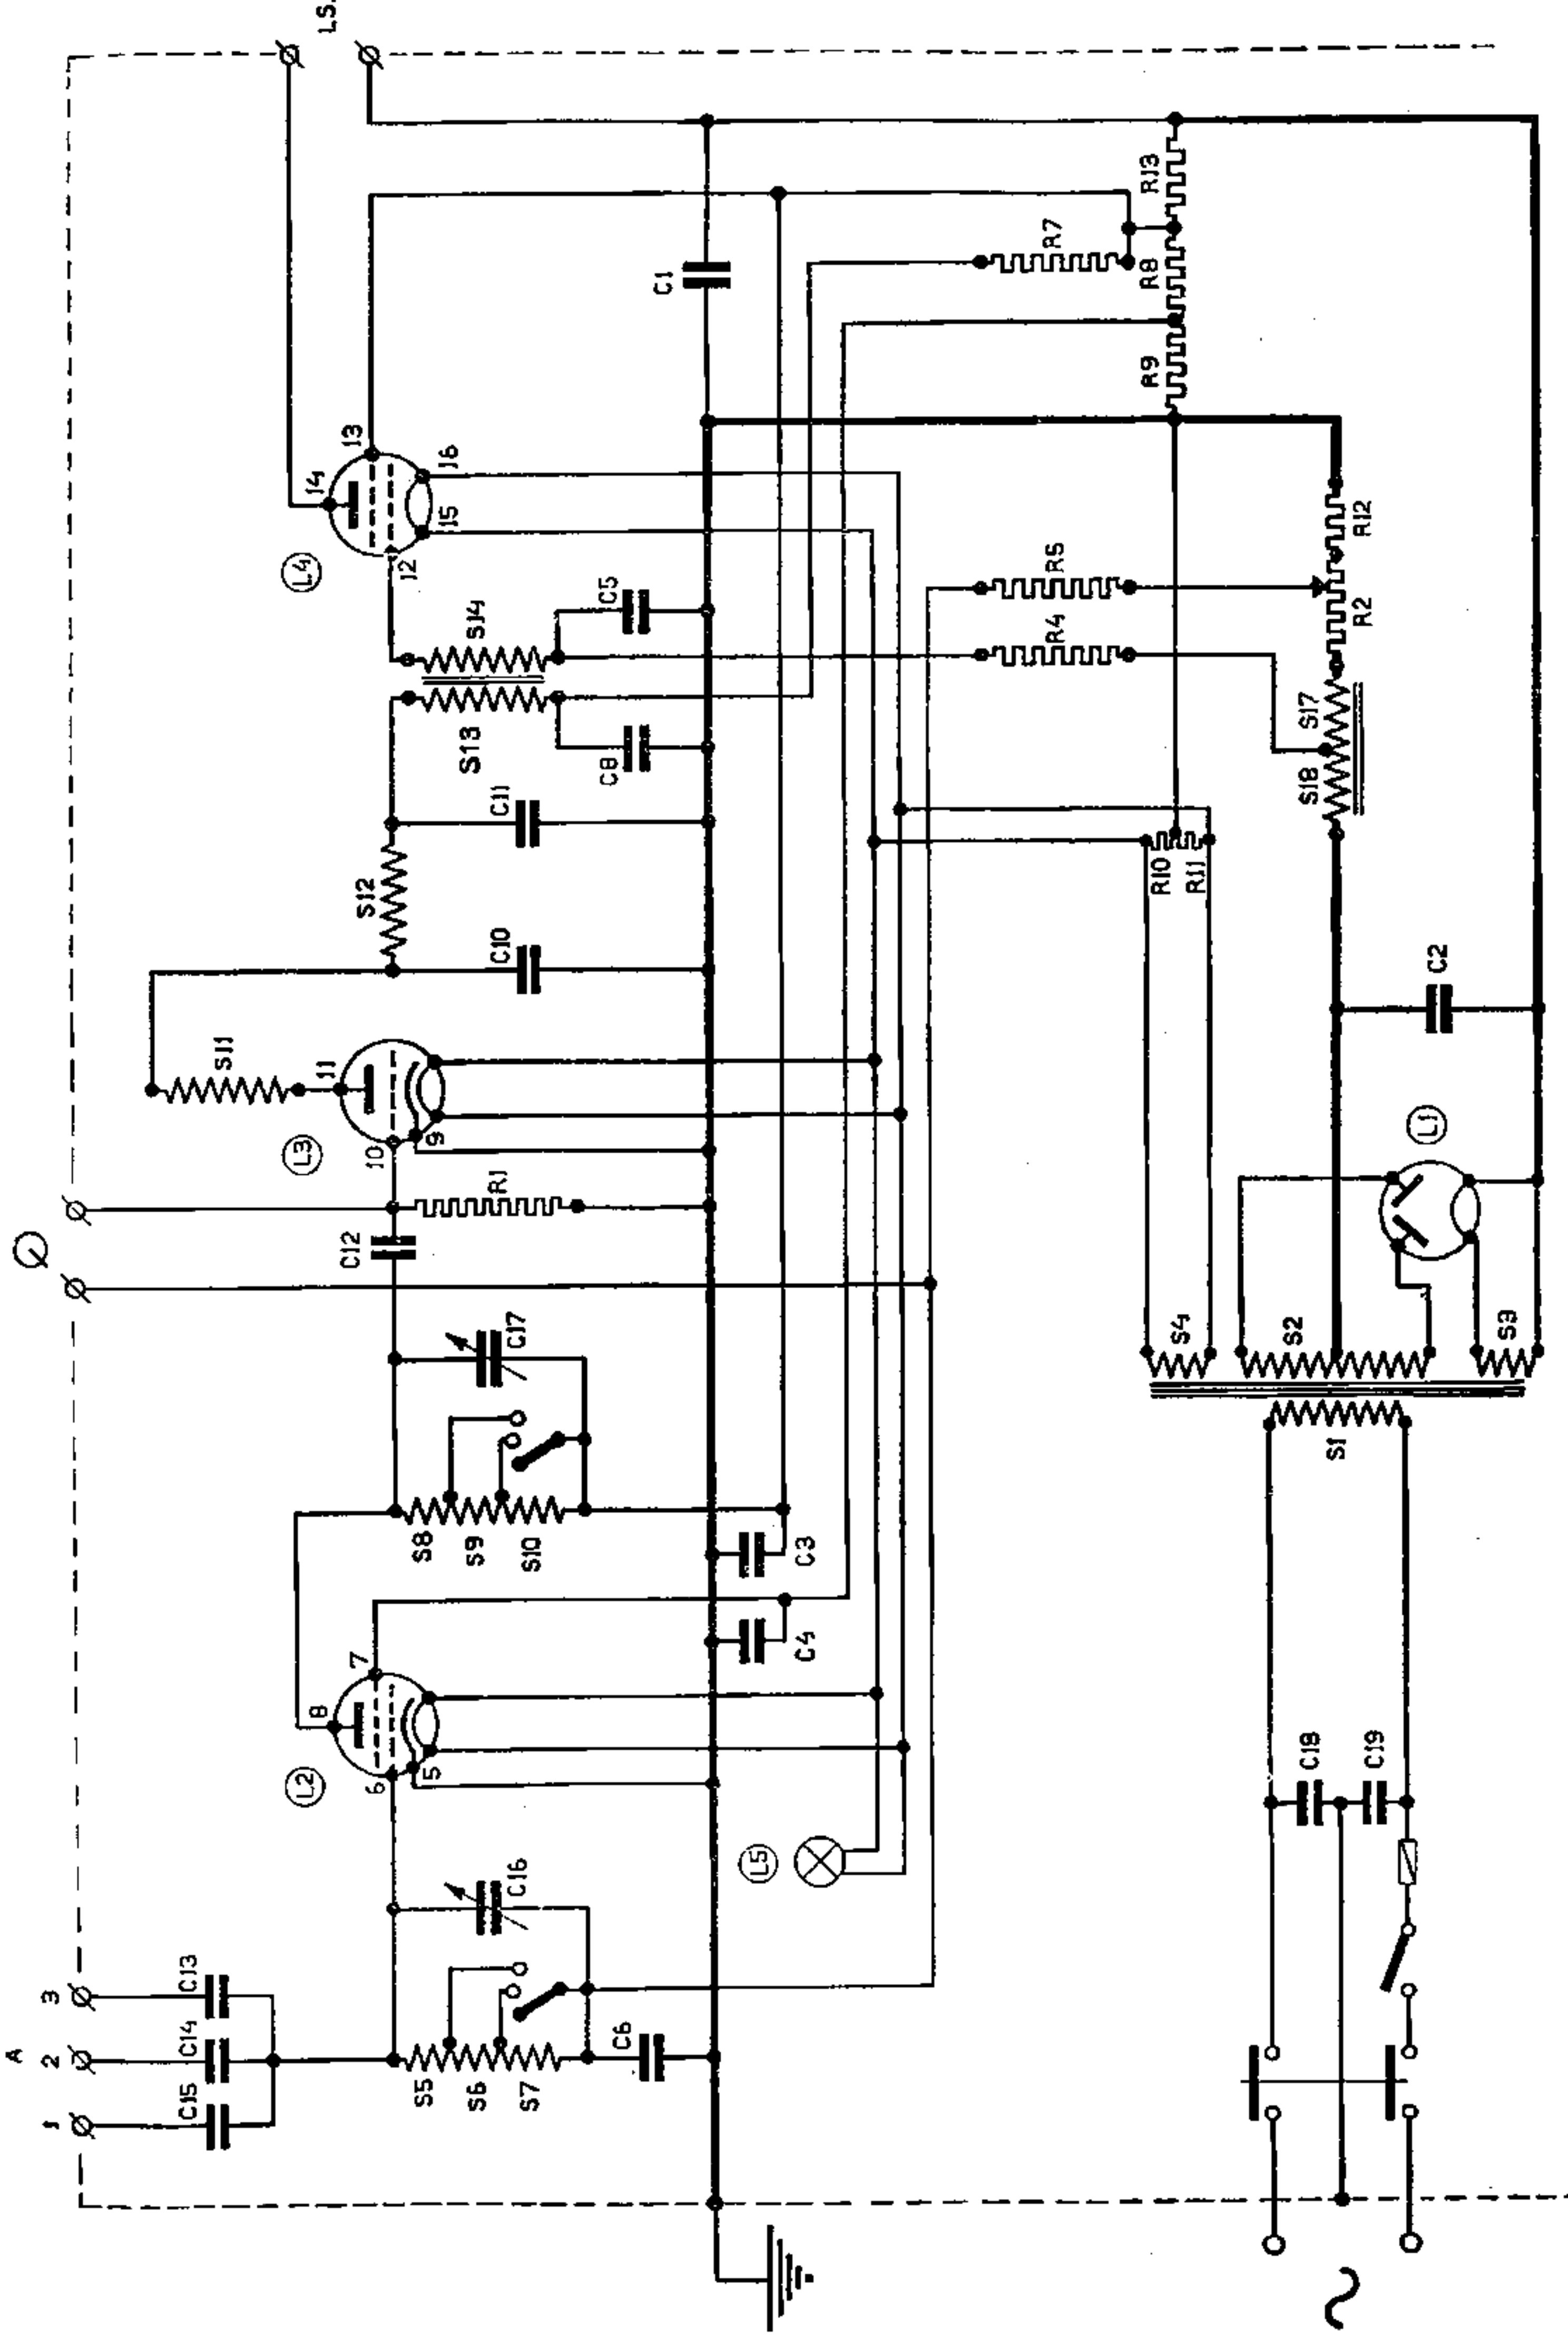 A
1
2
3
Q
LS.
C15
C14
C13
S11
L2
L3
L4
8
11
14
7
13
6
10
12
5
9
15
16
C12
S12
S5
S6
S7
C16
S8
S9
S10
C17
R1
C10
C11
S13
S14
C8
C5
C6
C1
L5
C4
C3
R4
R5
R7
R10
R11
R9
R8
R13
S4
S2
S3
S1
S18
S17
R2
R12
C18
C19
L1
C2
~